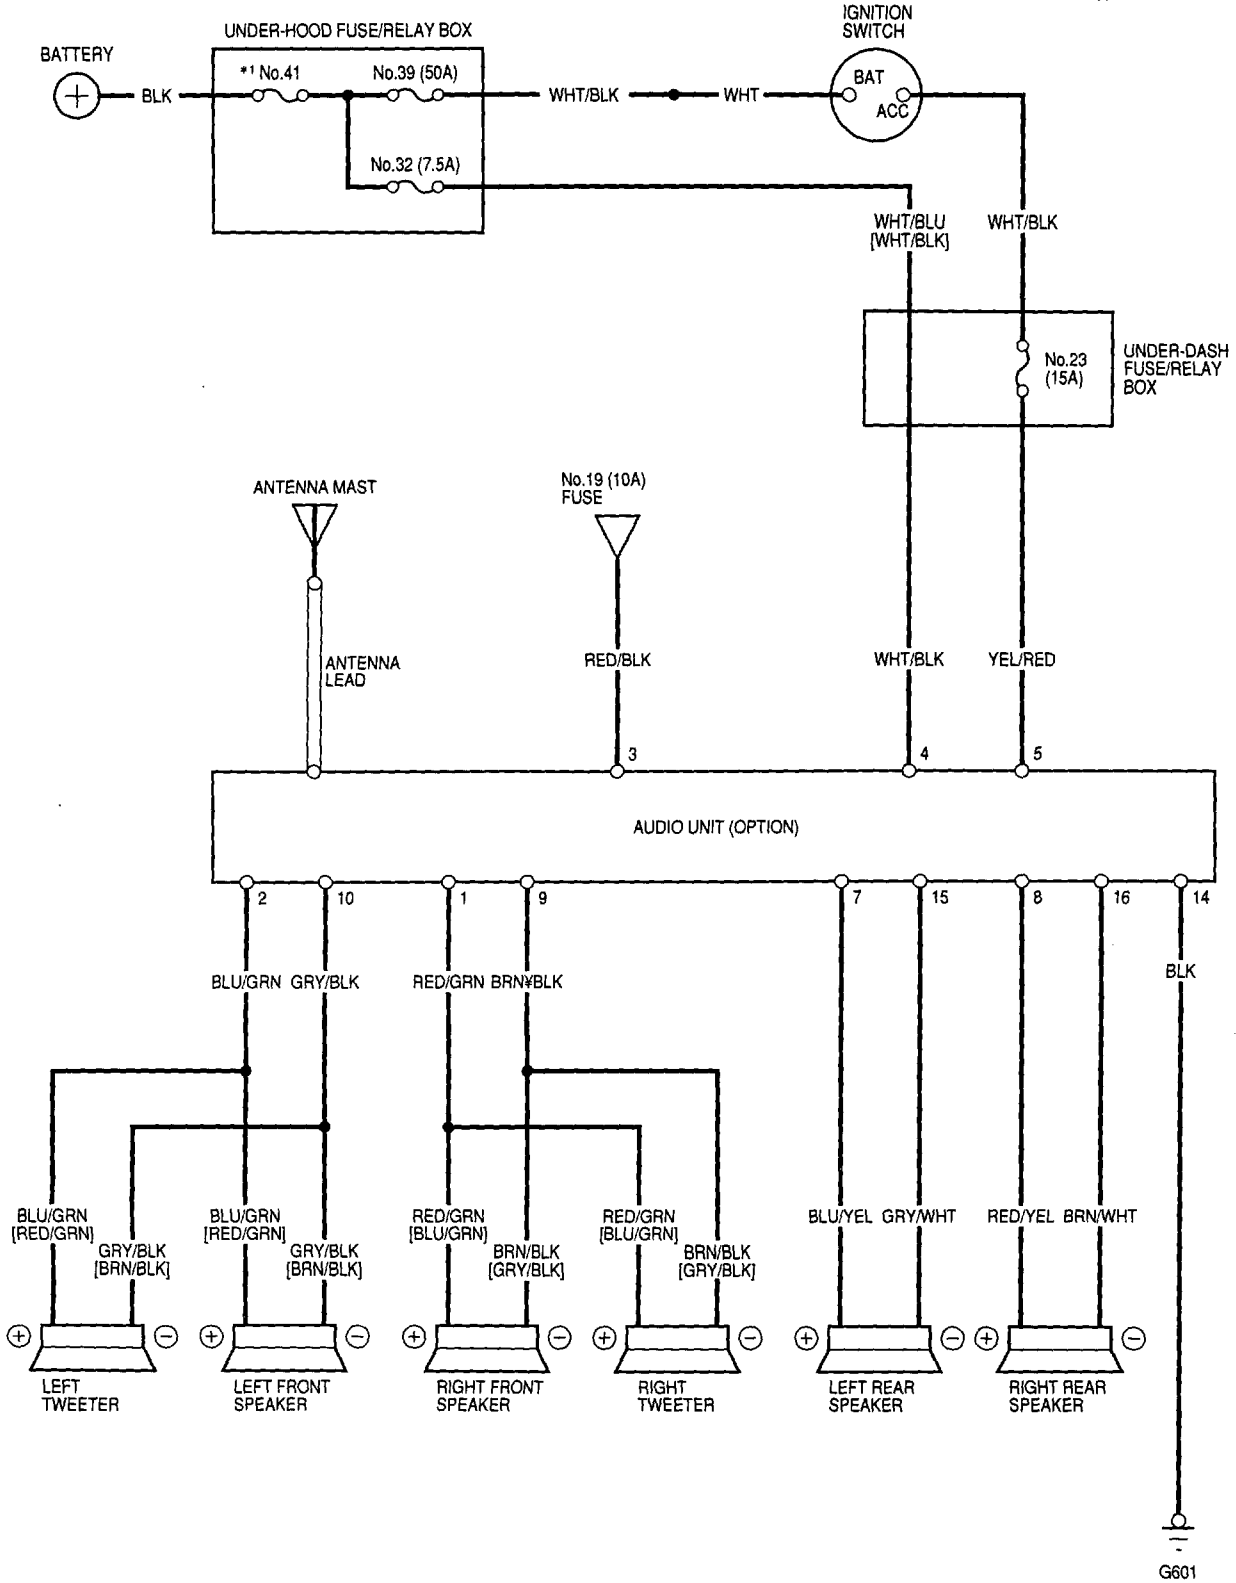 IGNITION
SWITCH
UNDER-HOOD FUSE/RELAY BOX
BATTERY
*1 No.41
No.39 (50A)
BAT
ACC
BLK
WHT/BLK
WHT
No.32 (7.5A)
WHT/BLU
[WHT/BLK]
WHT/BLK
No.23
(15A)
UNDER-DASH
FUSE/RELAY
BOX
ANTENNA MAST
No.19 (10A)
FUSE
ANTENNA
LEAD
RED/BLK
WHT/BLK
YEL/RED
3
4
5
AUDIO UNIT (OPTION)
2
10
1
9
7
15
8
16
14
BLU/GRN
GRY/BLK
RED/GRN
BRN¥BLK
BLK
BLU/GRN
[RED/GRN]
GRY/BLK
[BRN/BLK]
BLU/GRN
[RED/GRN]
GRY/BLK
[BRN/BLK]
RED/GRN
[BLU/GRN]
BRN/BLK
[GRY/BLK]
RED/GRN
[BLU/GRN]
BRN/BLK
[GRY/BLK]
BLU/YEL
GRY/WHT
RED/YEL
BRN/WHT
LEFT
TWEETER
LEFT FRONT
SPEAKER
RIGHT FRONT
SPEAKER
RIGHT
TWEETER
LEFT REAR
SPEAKER
RIGHT REAR
SPEAKER
G601